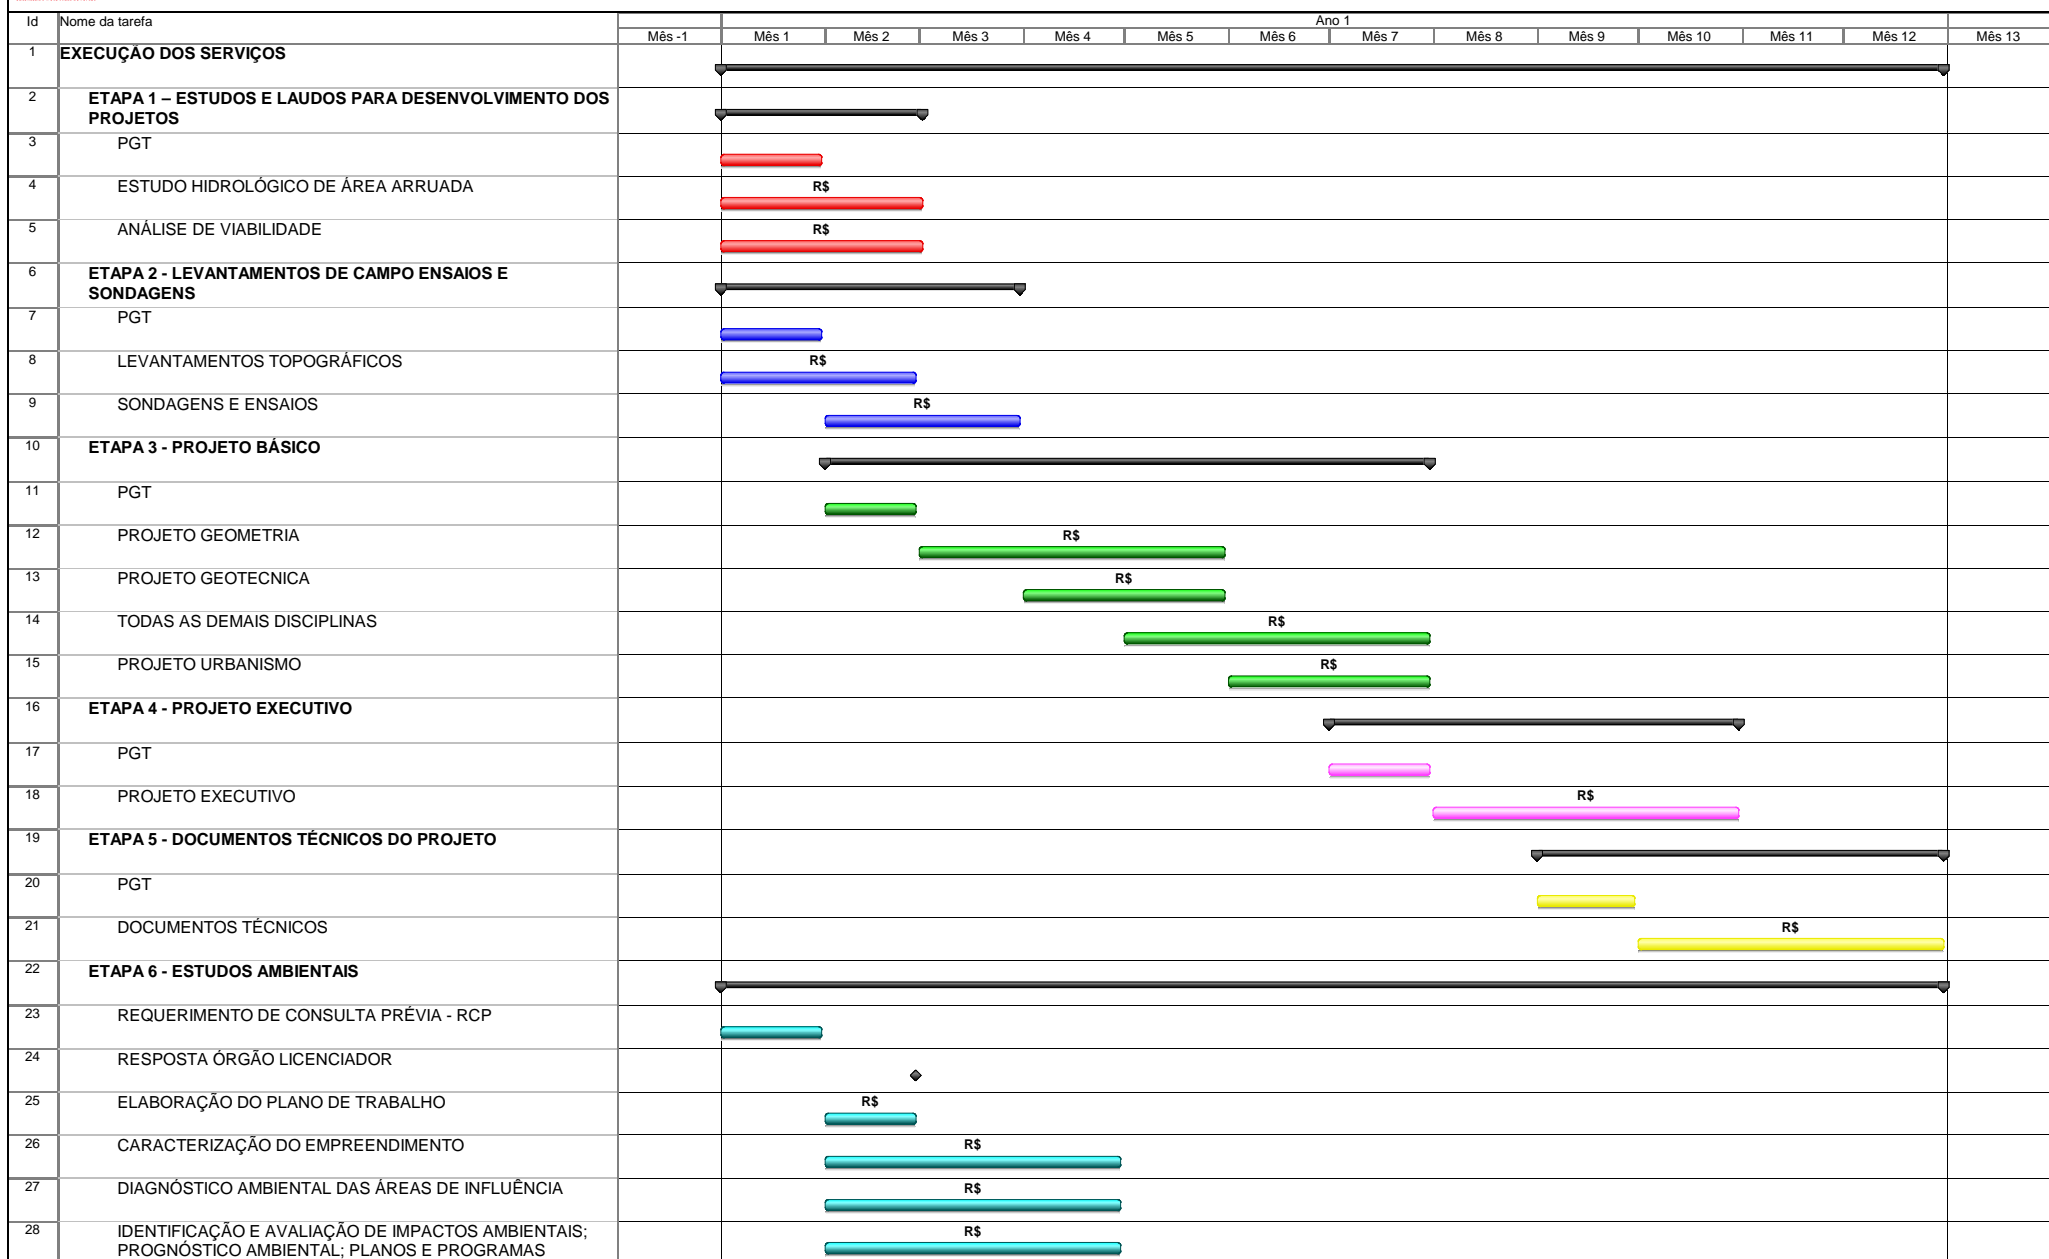 Id Nome da tarefa Ano 1
Mês -1 Mês 1 Mês 2 Mês 3 Mês 4 Mês 5 Mês 6 Mês 7 Mês 8 Mês 9 Mês 10 Mês 11 Mês 12 Mês 13
1 EXECUÇÃO DOS SERVIÇOS
2 ETAPA 1 – ESTUDOS E LAUDOS PARA DESENVOLVIMENTO DOS
PROJETOS
3 PGT
4 ESTUDO HIDROLÓGICO DE ÁREA ARRUADA R$
5 ANÁLISE DE VIABILIDADE R$
6 ETAPA 2 - LEVANTAMENTOS DE CAMPO ENSAIOS E
SONDAGENS
7 PGT
8 LEVANTAMENTOS TOPOGRÁFICOS R$
9 SONDAGENS E ENSAIOS R$
10 ETAPA 3 - PROJETO BÁSICO
11 PGT
12 PROJETO GEOMETRIA R$
13 PROJETO GEOTECNICA R$
14 TODAS AS DEMAIS DISCIPLINAS R$
15 PROJETO URBANISMO R$
16 ETAPA 4 - PROJETO EXECUTIVO
17 PGT
18 PROJETO EXECUTIVO R$
19 ETAPA 5 - DOCUMENTOS TÉCNICOS DO PROJETO
20 PGT
21 DOCUMENTOS TÉCNICOS R$
22 ETAPA 6 - ESTUDOS AMBIENTAIS
23 REQUERIMENTO DE CONSULTA PRÉVIA - RCP
24 RESPOSTA ÓRGÃO LICENCIADOR
25 ELABORAÇÃO DO PLANO DE TRABALHO R$
26 CARACTERIZAÇÃO DO EMPREENDIMENTO R$
27 DIAGNÓSTICO AMBIENTAL DAS ÁREAS DE INFLUÊNCIA R$
28 IDENTIFICAÇÃO E AVALIAÇÃO DE IMPACTOS AMBIENTAIS; R$
PROGNÓSTICO AMBIENTAL; PLANOS E PROGRAMAS